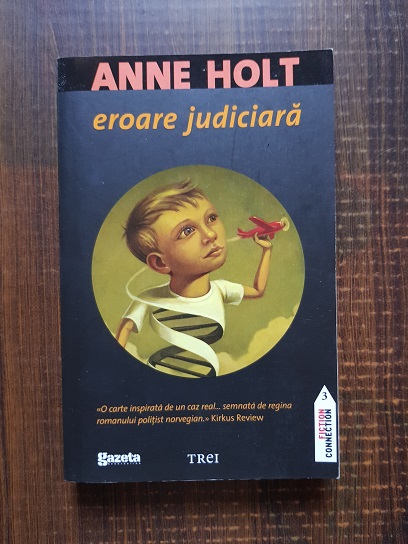 ANNE HOLT
eroare judiciară
«O carte inspirată de un caz real... semnată de regina
romanului polițist norvegian.» Kirkus Review
3
FICTION
CONNECTION
gazeta
TREI